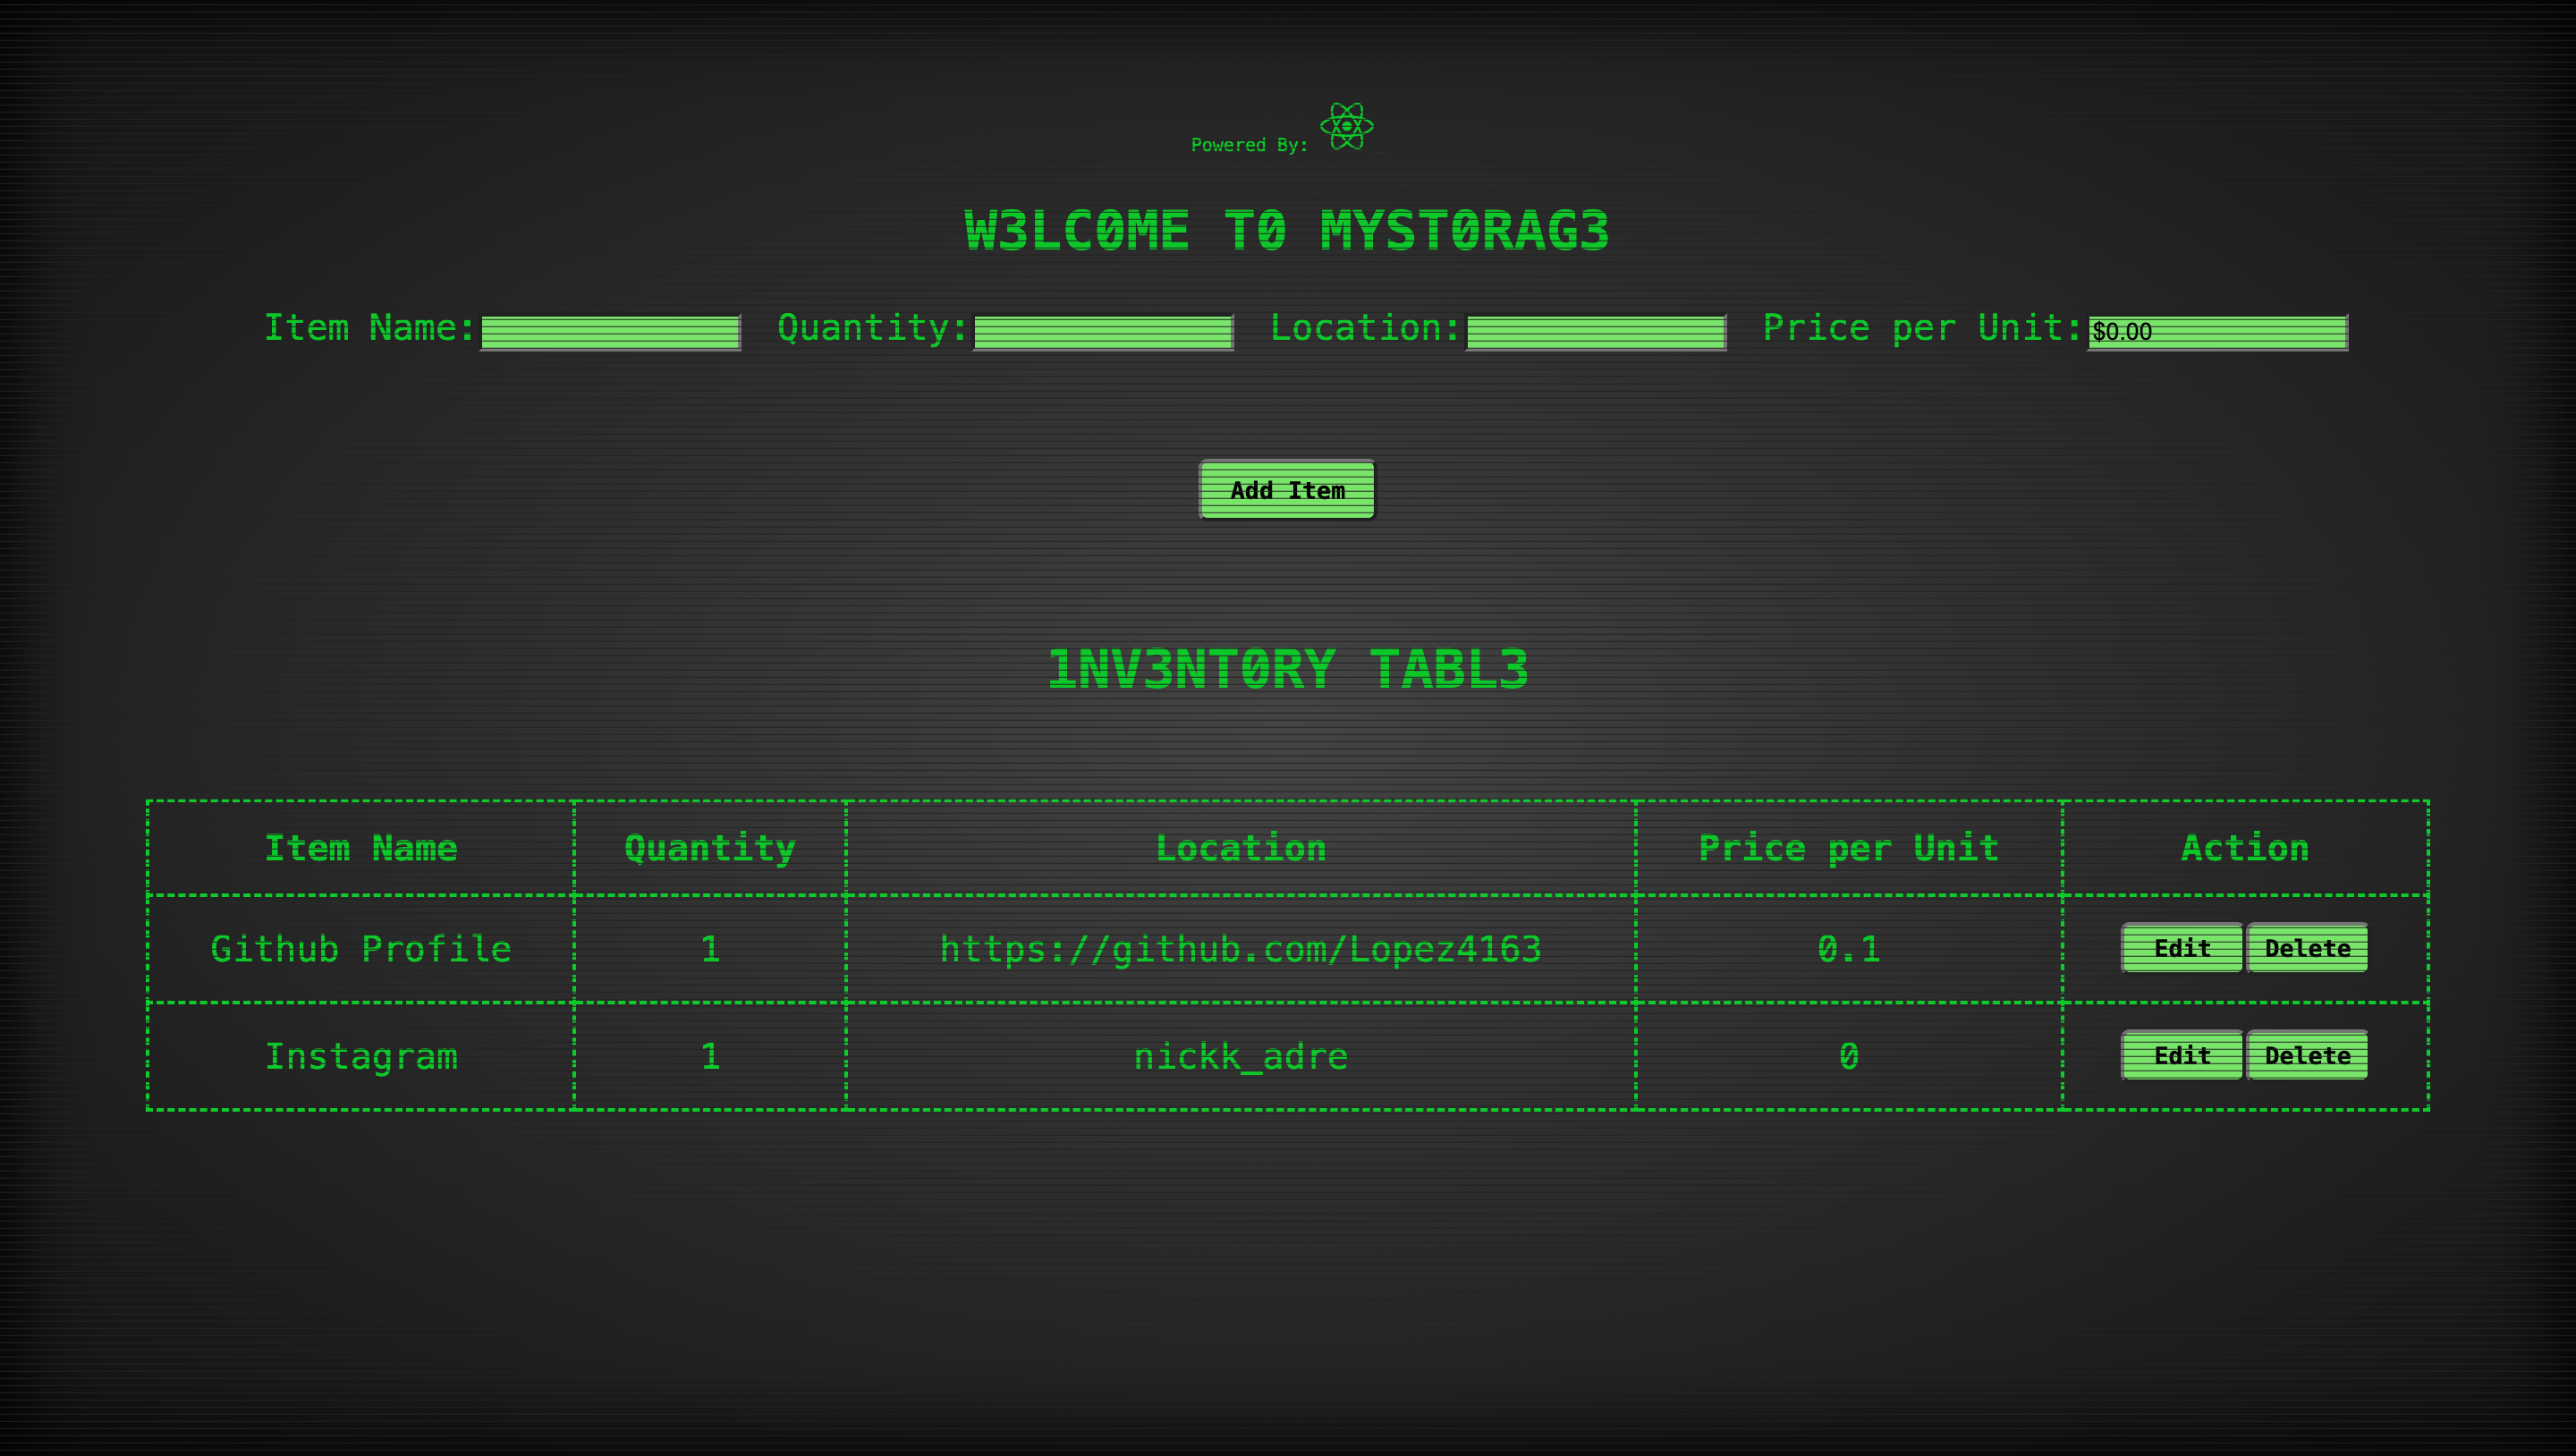 Powered By:
W3LC0ME T0 MYST0RAG3
Item Name: Quantity: Location: Price per Unit: $0.00
Add Item
1NV3NT0RY TABL3
Item Name Quantity Location Price per Unit Action
Github Profile 1 https://github.com/Lopez4163 0.1 Edit Delete
Instagram 1 nickk_adre 0 Edit Delete